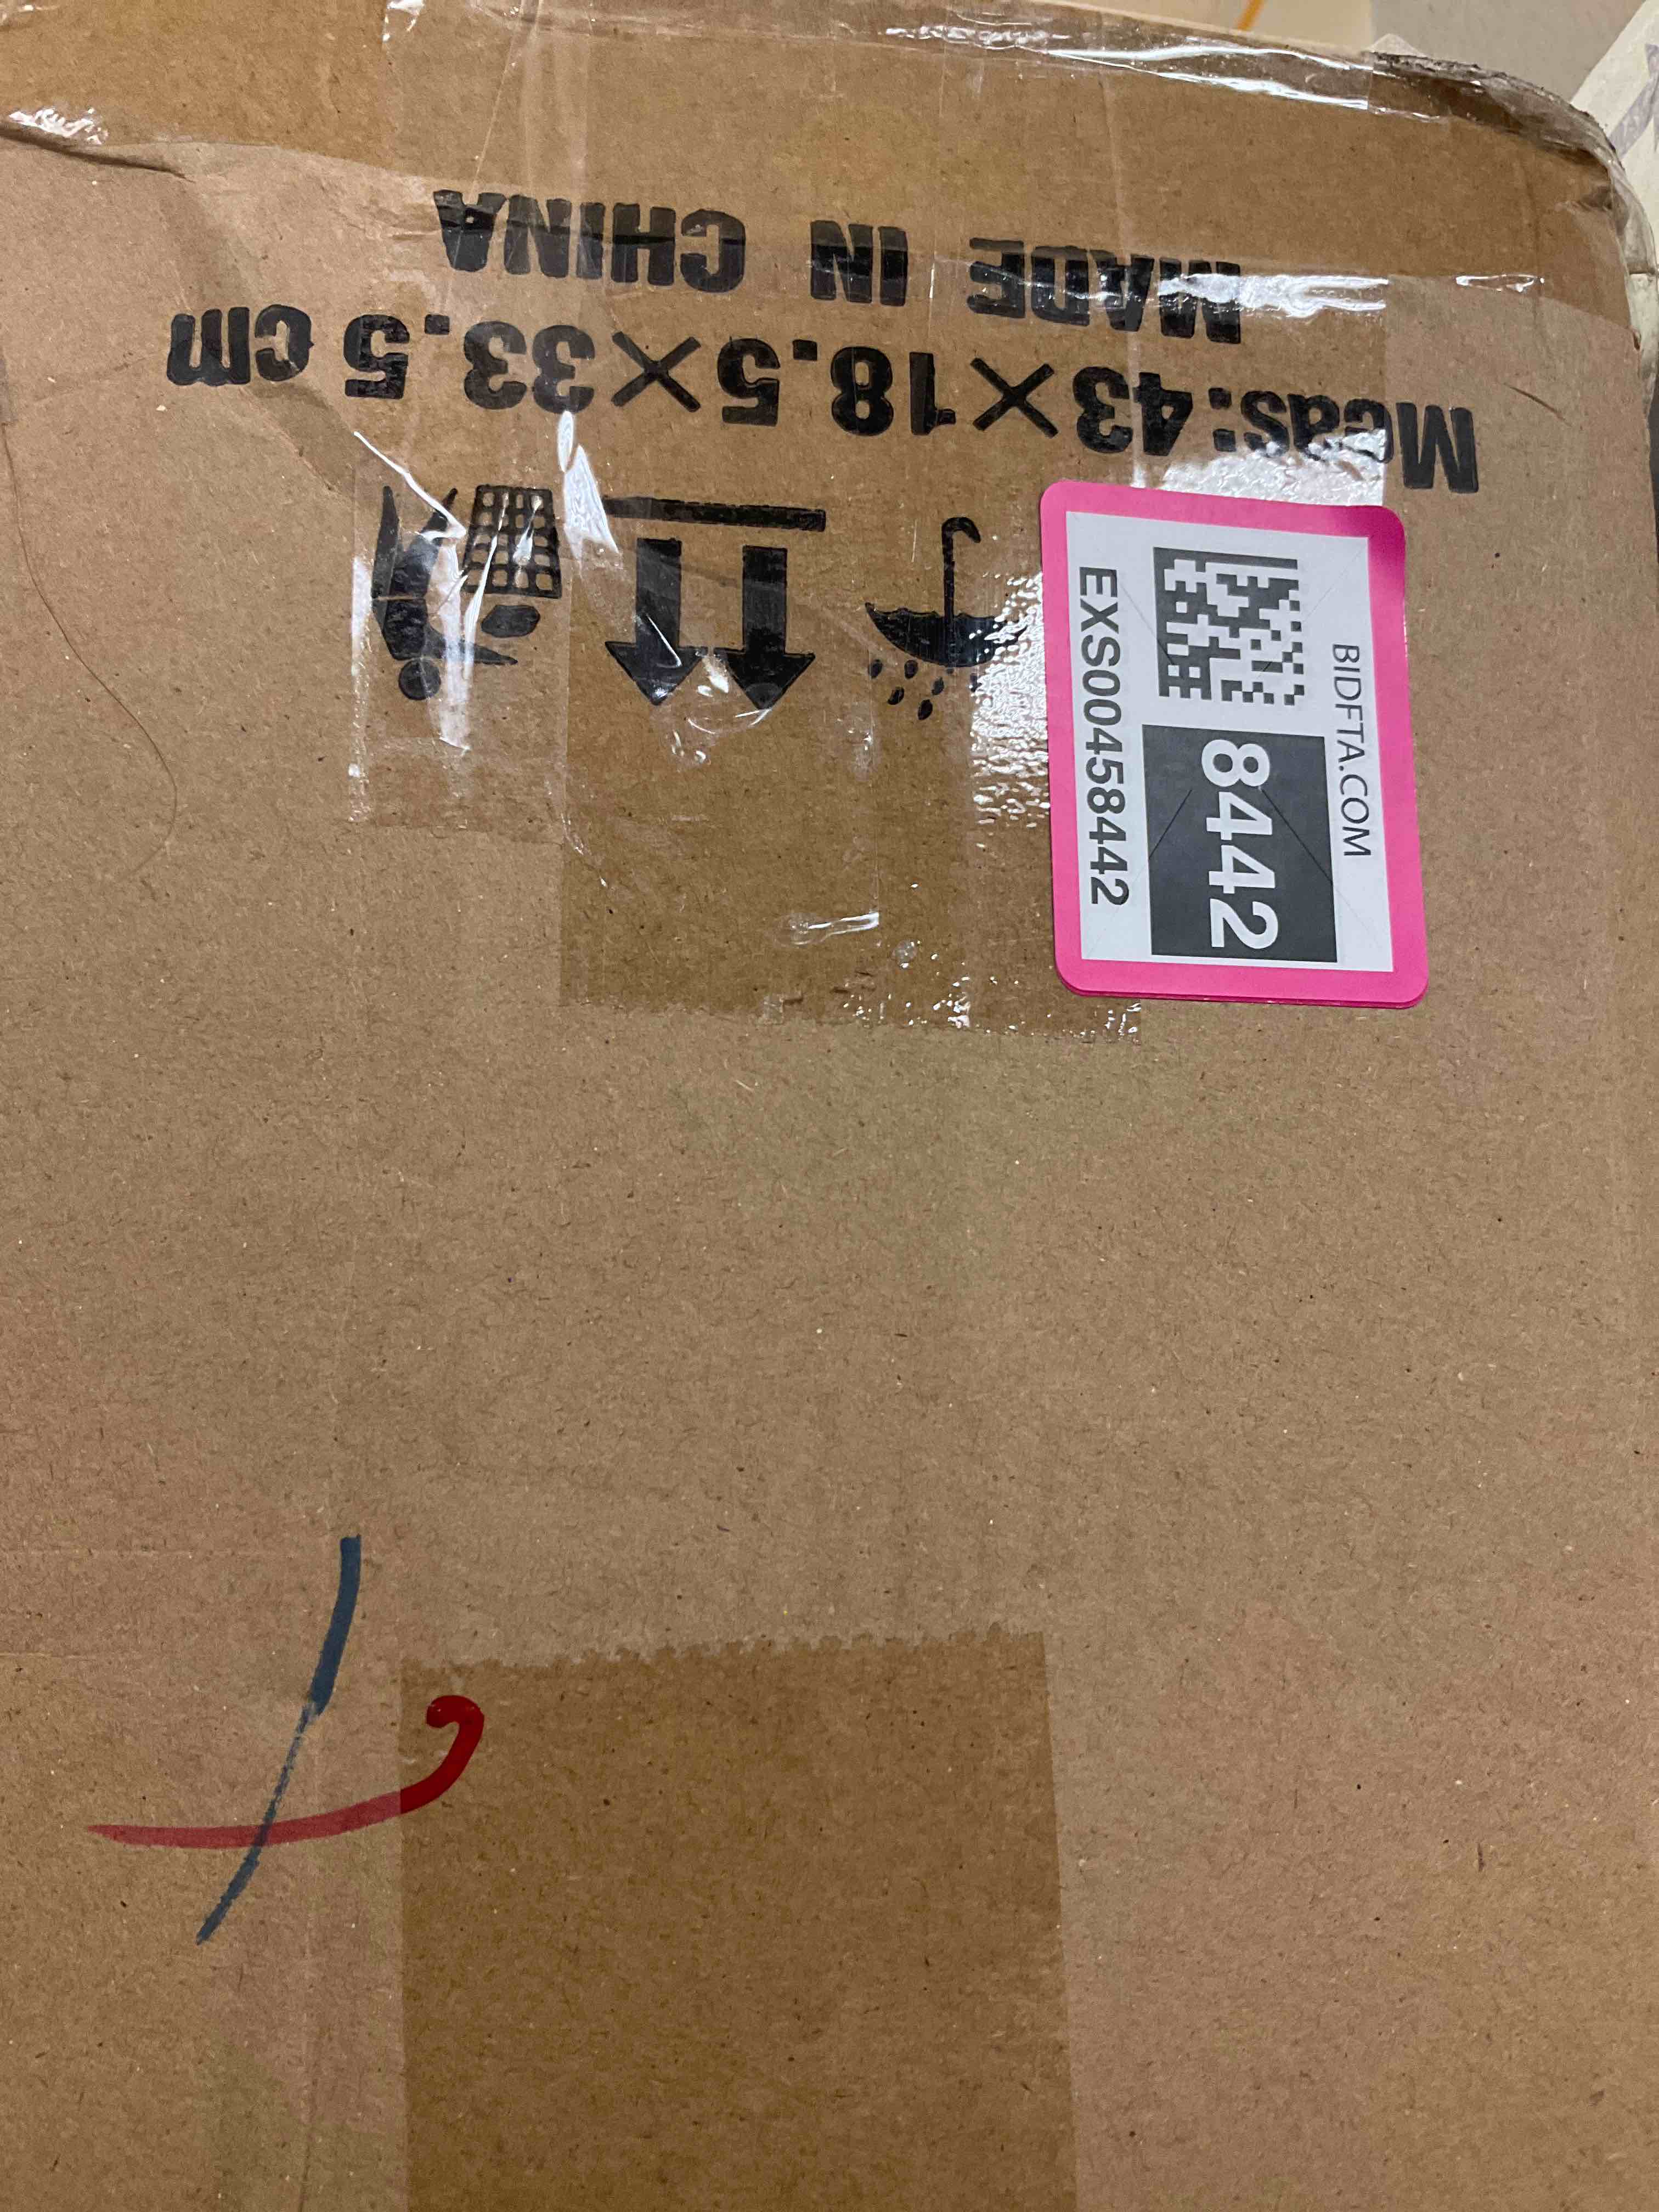 Meas:43×18.5×33.5 cm
MADE IN CHINA
BIDFTA.COM
8442
EXS00458442